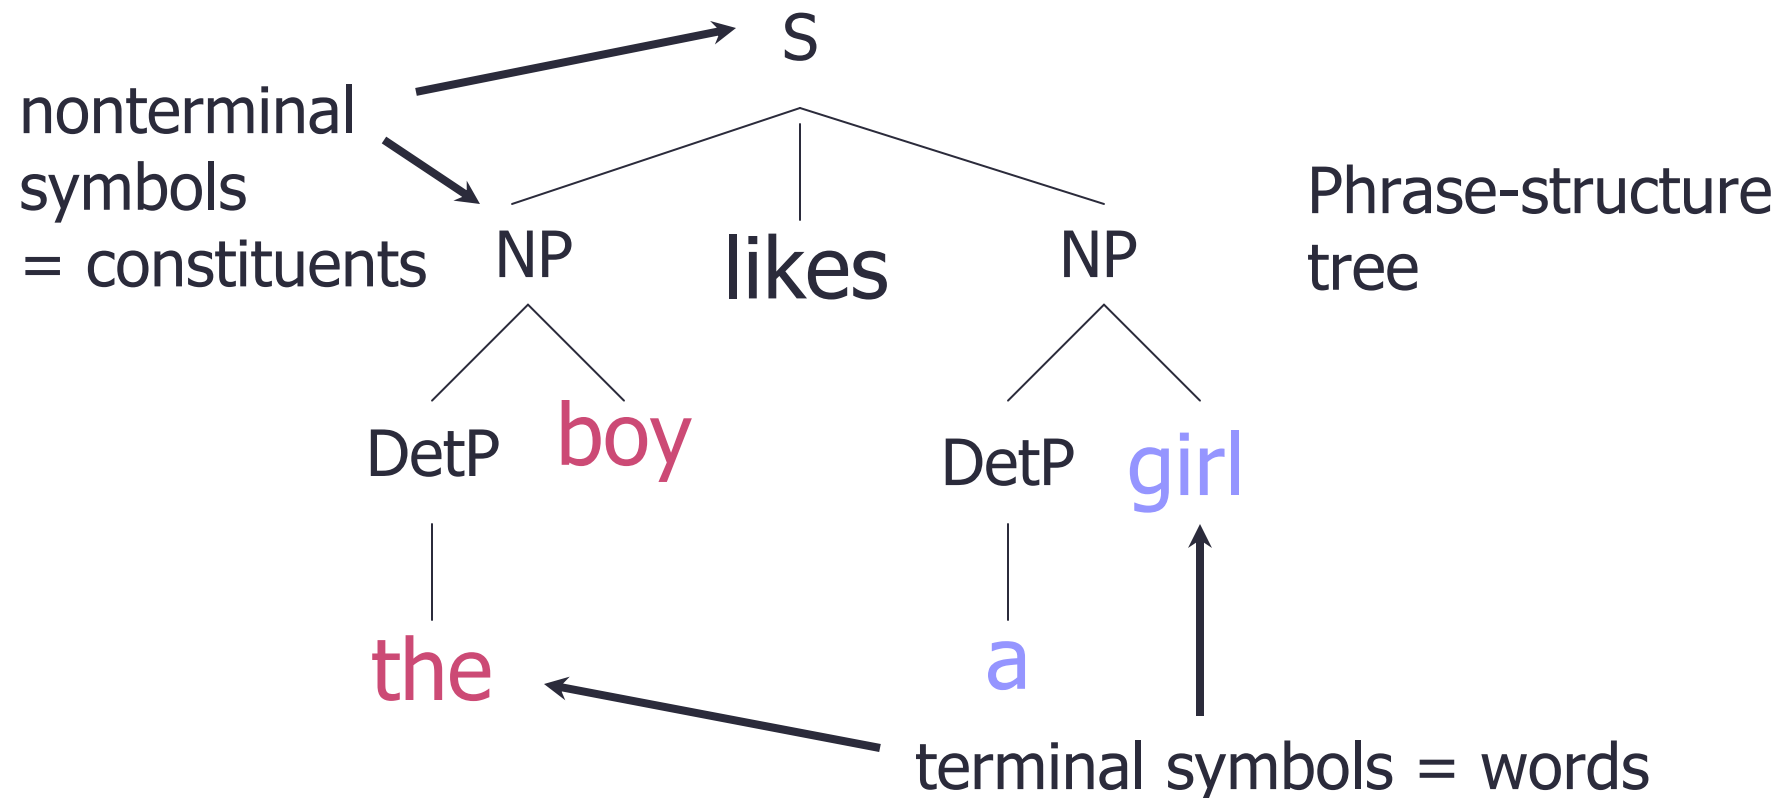 S
nonterminal
symbols
= constituents
Phrase-structure
tree
NP likes NP
DetP boy DetP girl
the a
terminal symbols = words